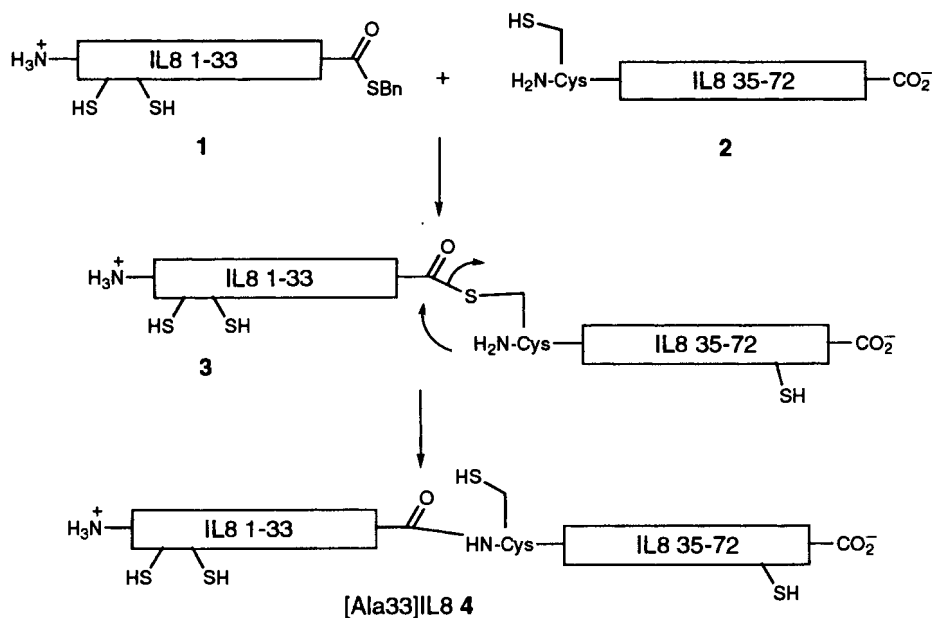 O
HS
H₃N⁺
IL8 1-33
SBn
+
H₂N-Cys
IL8 35-72
CO₂⁻
HS
SH
1
2
O
H₃N⁺
IL8 1-33
S
HS
SH
H₂N-Cys
IL8 35-72
CO₂⁻
3
SH
HS
O
H₃N⁺
IL8 1-33
HN-Cys
IL8 35-72
CO₂⁻
HS
SH
SH
[Ala33]IL8 4